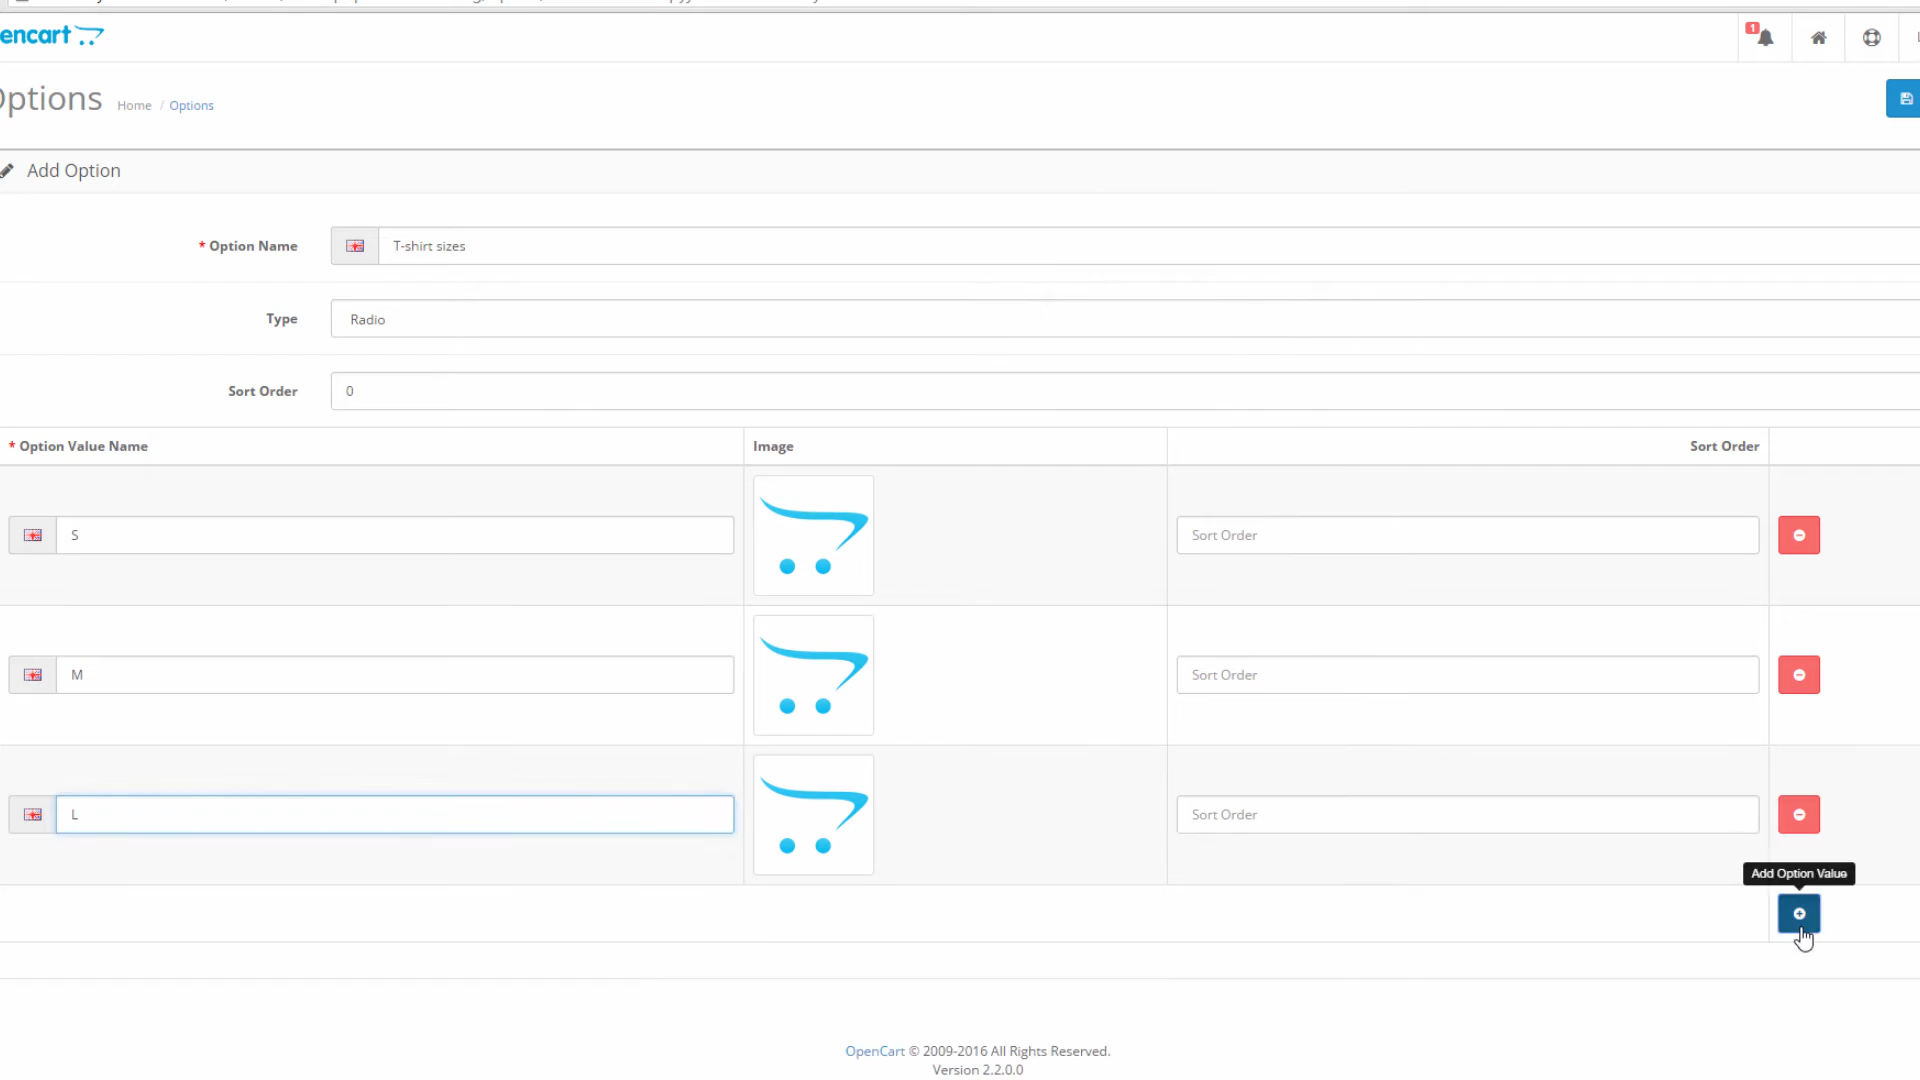 encart
1
ptions Home / Options
Add Option
* Option Name T-shirt sizes
Type Radio
Sort Order 0
* Option Value Name Image Sort Order
S Sort Order
M Sort Order
L Sort Order
Add Option Value
OpenCart © 2009-2016 All Rights Reserved.
Version 2.2.0.0